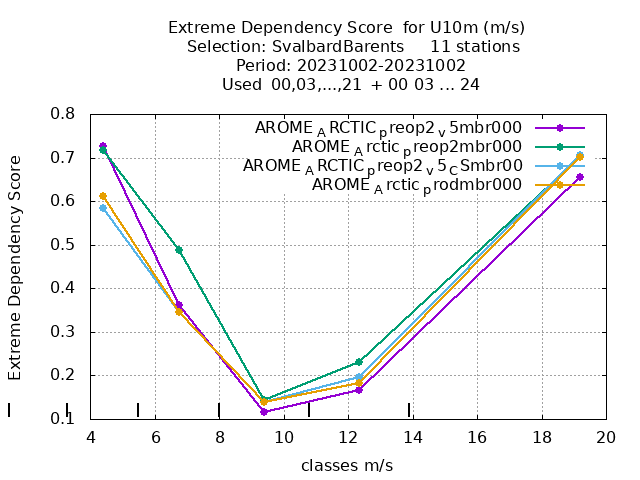 Extreme Dependency Score  for U10m (m/s)
Selection: SvalbardBarents     11 stations
Period: 20231002-20231002
Used  00,03,...,21  + 00 03 ... 24
Extreme Dependency Score
0.8
0.7
0.6
0.5
0.4
0.3
0.2
0.1
AROME_ARCTIC_preop2_v5mbr000
AROME_Arctic_preop2mbr000
AROME_ARCTIC_preop2_v5_CSmbr00
AROME_Arctic_prodmbr000
4 6 8 10 12 14 16 18 20
classes m/s